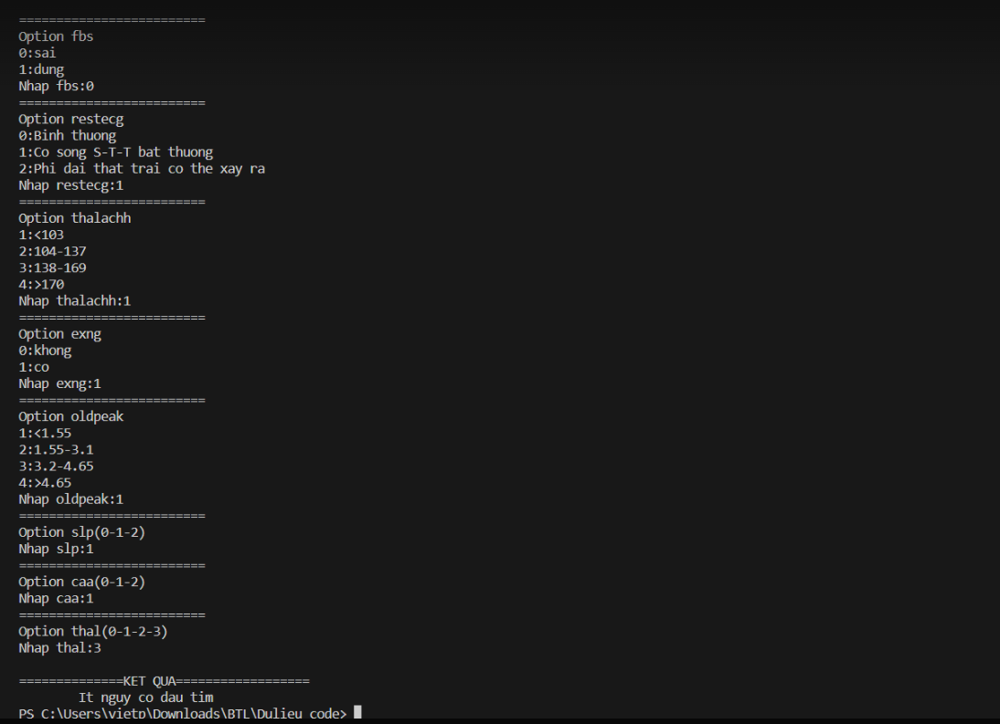 =========================
Option fbs
0:sai
1:dung
Nhap fbs:0
=========================
Option restecg
0:Binh thuong
1:Co song S-T-T bat thuong
2:Phi dai that trai co the xay ra
Nhap restecg:1
=========================
Option thalachh
1:<103
2:104-137
3:138-169
4:>170
Nhap thalachh:1
=========================
Option exng
0:khong
1:co
Nhap exng:1
=========================
Option oldpeak
1:<1.55
2:1.55-3.1
3:3.2-4.65
4:>4.65
Nhap oldpeak:1
=========================
Option slp(0-1-2)
Nhap slp:1
=========================
Option caa(0-1-2)
Nhap caa:1
=========================
Option thal(0-1-2-3)
Nhap thal:3
==============KET QUA==================
It nguy co dau tim
PS C:\Users\vietp\Downloads\BTL\Dulieu code>